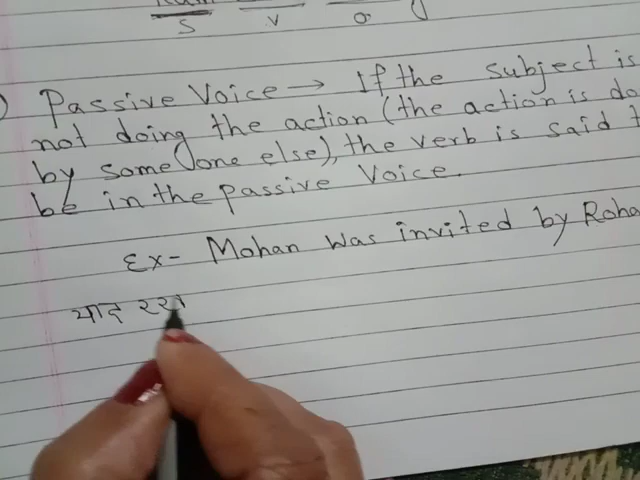 S V O
Passive Voice → If the subject is
not doing the action (the action is do
by some one else), the verb is said t
be in the passive Voice.
Ex- Mohan was invited by Roha
याद रख